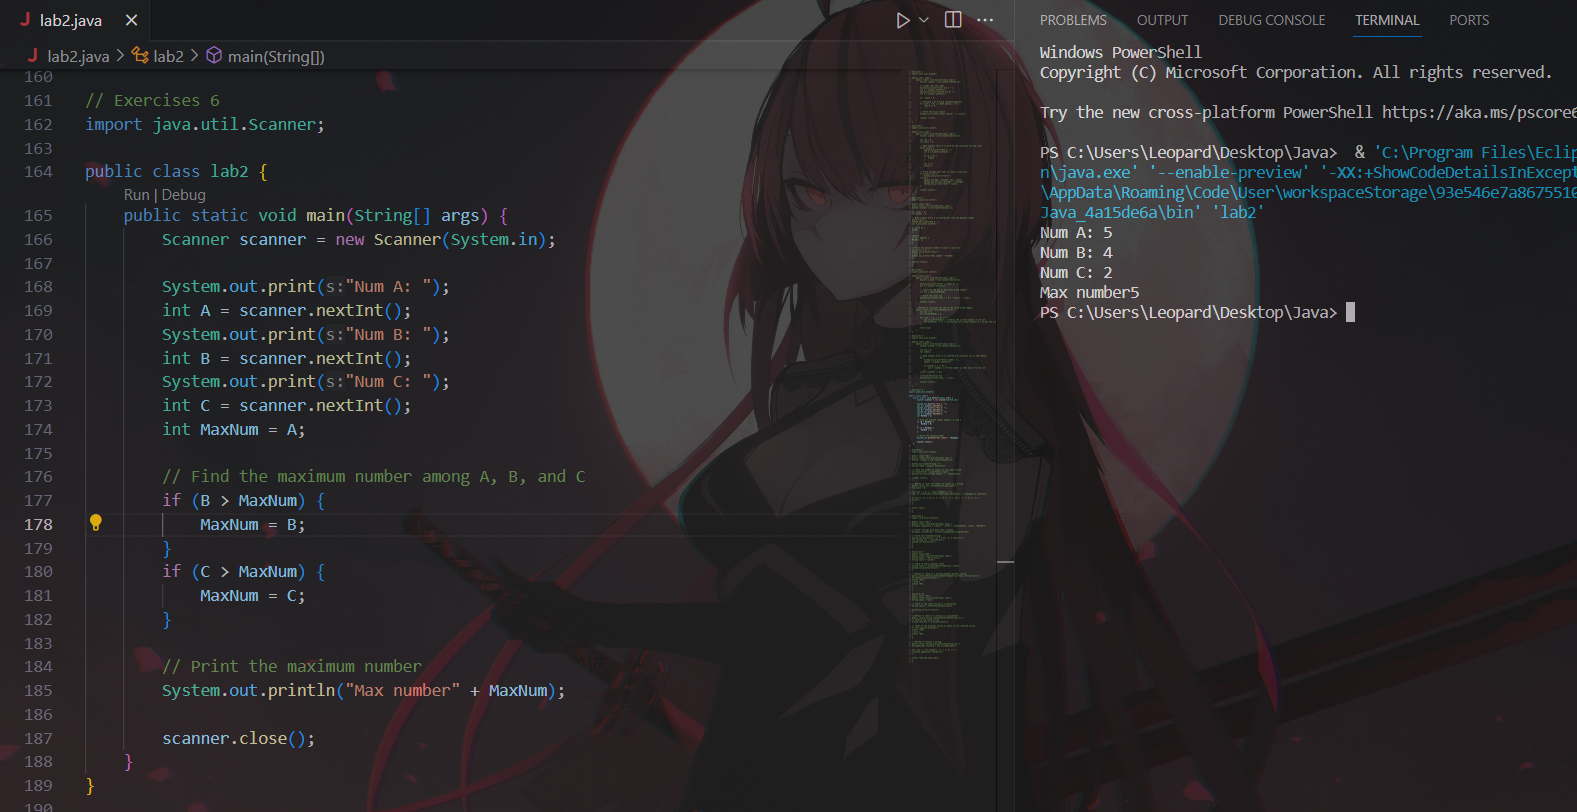 lab2.java
lab2.java > lab2 > main(String[])
160
161 // Exercises 6
162 import java.util.Scanner;
163
164 public class lab2 {
Run | Debug
165 public static void main(String[] args) {
166 Scanner scanner = new Scanner(System.in);
167
168 System.out.print(s:"Num A: ");
169 int A = scanner.nextInt();
170 System.out.print(s:"Num B: ");
171 int B = scanner.nextInt();
172 System.out.print(s:"Num C: ");
173 int C = scanner.nextInt();
174 int MaxNum = A;
175
176 // Find the maximum number among A, B, and C
177 if (B > MaxNum) {
178 MaxNum = B;
179 }
180 if (C > MaxNum) {
181 MaxNum = C;
182 }
183
184 // Print the maximum number
185 System.out.println("Max number" + MaxNum);
186
187 scanner.close();
188 }
189 }
190
PROBLEMS OUTPUT DEBUG CONSOLE TERMINAL PORTS
Windows PowerShell
Copyright (C) Microsoft Corporation. All rights reserved.
Try the new cross-platform PowerShell https://aka.ms/pscore6
PS C:\Users\Leopard\Desktop\Java> & 'C:\Program Files\Eclip
n\java.exe' '--enable-preview' '-XX:+ShowCodeDetailsInExcept
\AppData\Roaming\Code\User\workspaceStorage\93e546e7a8675510
Java_4a15de6a\bin' 'lab2'
Num A: 5
Num B: 4
Num C: 2
Max number5
PS C:\Users\Leopard\Desktop\Java>